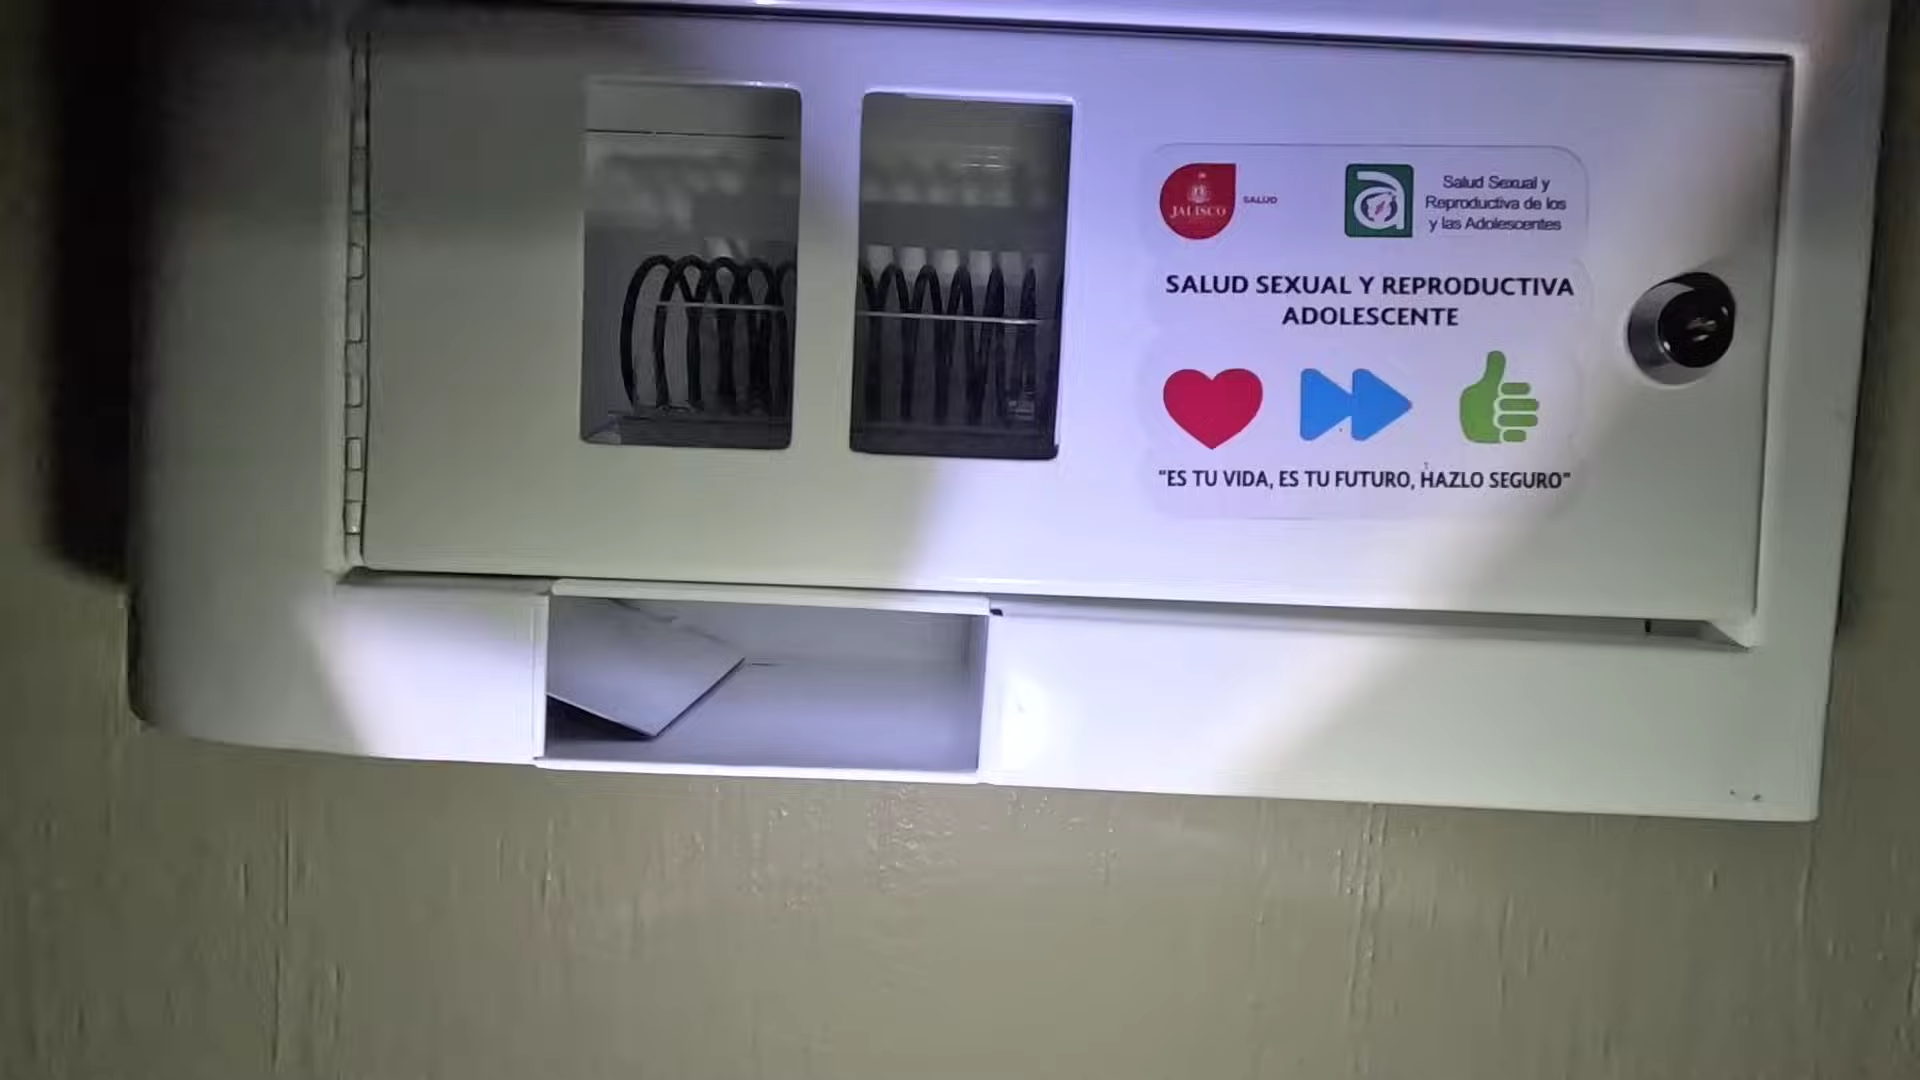 JALISCO
SALUD
Salud Sexual y
Reproductiva de los
y las Adolescentes
SALUD SEXUAL Y REPRODUCTIVA
ADOLESCENTE
"ES TU VIDA, ES TU FUTURO, HAZLO SEGURO"